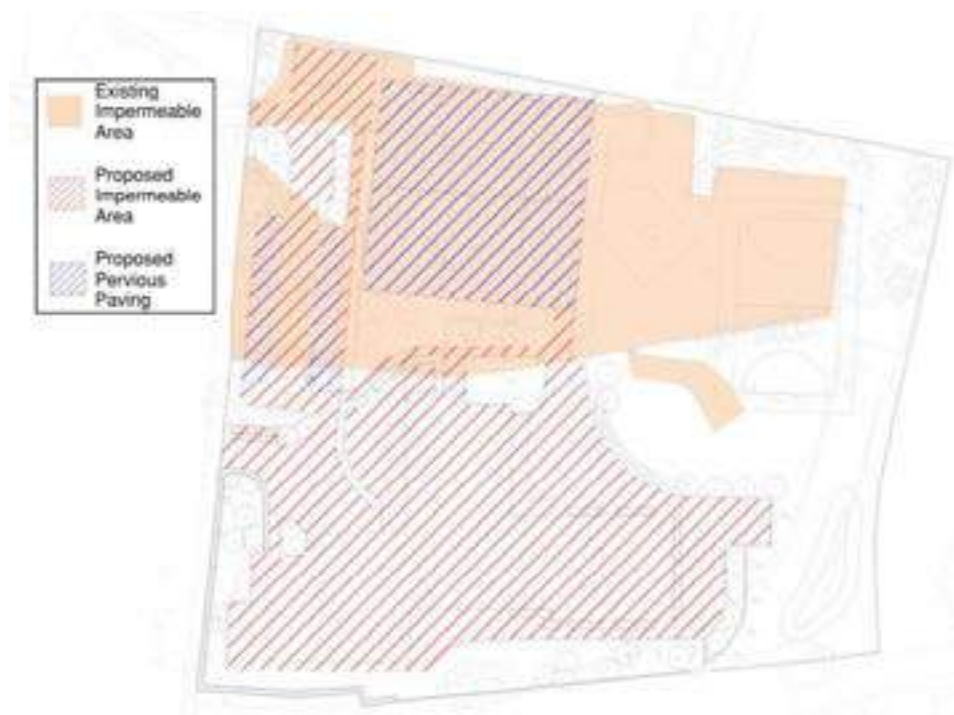 Existing
Impermeable
Area
Proposed
Impermeable
Area
Proposed
Pervious
Paving